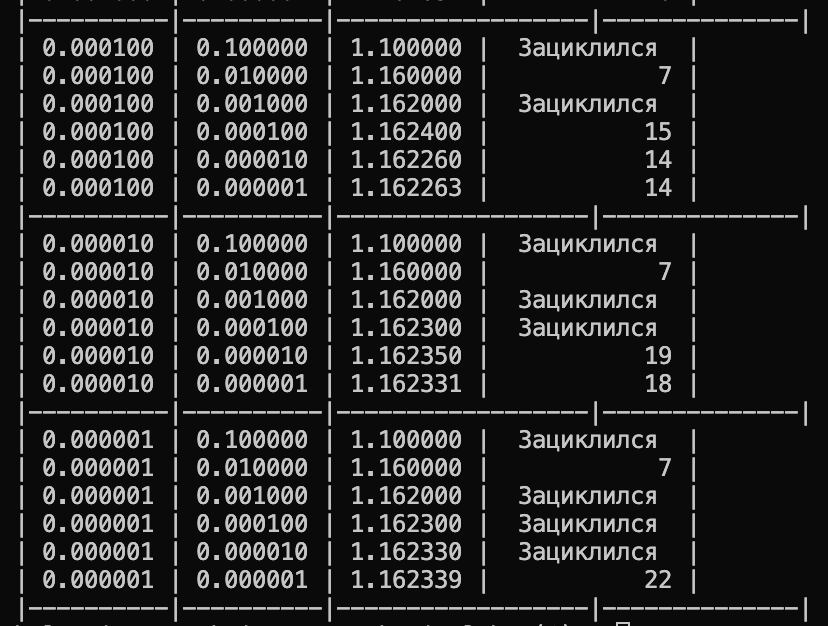 |----------|----------|------------------|--------------|
| 0.000100 | 0.100000 | 1.100000 | Зациклился |
| 0.000100 | 0.010000 | 1.160000 | 7 |
| 0.000100 | 0.001000 | 1.162000 | Зациклился |
| 0.000100 | 0.000100 | 1.162400 | 15 |
| 0.000100 | 0.000010 | 1.162260 | 14 |
| 0.000100 | 0.000001 | 1.162263 | 14 |
|----------|----------|------------------|--------------|
| 0.000010 | 0.100000 | 1.100000 | Зациклился |
| 0.000010 | 0.010000 | 1.160000 | 7 |
| 0.000010 | 0.001000 | 1.162000 | Зациклился |
| 0.000010 | 0.000100 | 1.162300 | Зациклился |
| 0.000010 | 0.000010 | 1.162350 | 19 |
| 0.000010 | 0.000001 | 1.162331 | 18 |
|----------|----------|------------------|--------------|
| 0.000001 | 0.100000 | 1.100000 | Зациклился |
| 0.000001 | 0.010000 | 1.160000 | 7 |
| 0.000001 | 0.001000 | 1.162000 | Зациклился |
| 0.000001 | 0.000100 | 1.162300 | Зациклился |
| 0.000001 | 0.000010 | 1.162330 | Зациклился |
| 0.000001 | 0.000001 | 1.162339 | 22 |
|----------|----------|------------------|--------------|